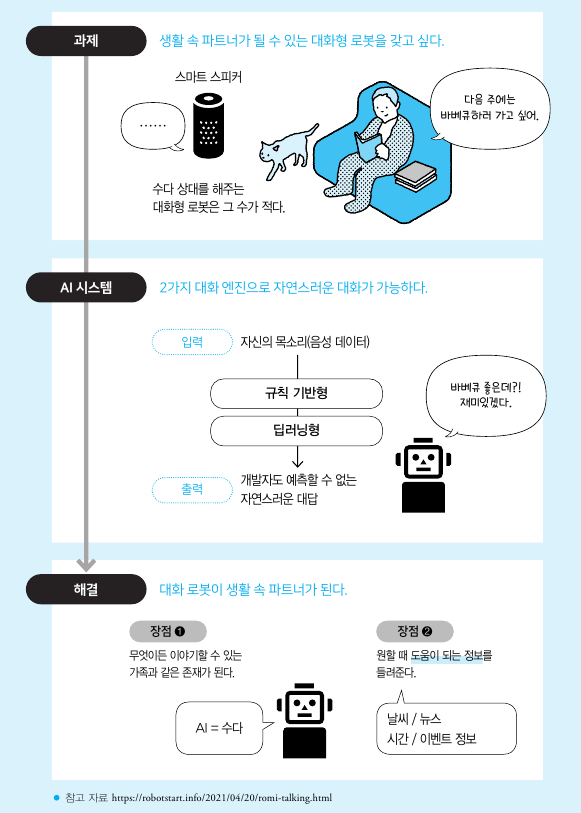 과제
생활 속 파트너가 될 수 있는 대화형 로봇을 갖고 싶다.
스마트 스피커
……
다음 주에는
바베큐하러 가고 싶어.
수다 상대를 해주는
대화형 로봇은 그 수가 적다.
AI 시스템
2가지 대화 엔진으로 자연스러운 대화가 가능하다.
입력
자신의 목소리(음성 데이터)
규칙 기반형
딥러닝형
바베큐 좋은데?!
재미있겠다.
출력
개발자도 예측할 수 없는
자연스러운 대답
해결
대화 로봇이 생활 속 파트너가 된다.
장점 ❶
무엇이든 이야기할 수 있는
가족과 같은 존재가 된다.
AI = 수다
장점 ❷
원할 때 도움이 되는 정보를
들려준다.
날씨 / 뉴스
시간 / 이벤트 정보
● 참고 자료 https://robotstart.info/2021/04/20/romi-talking.html